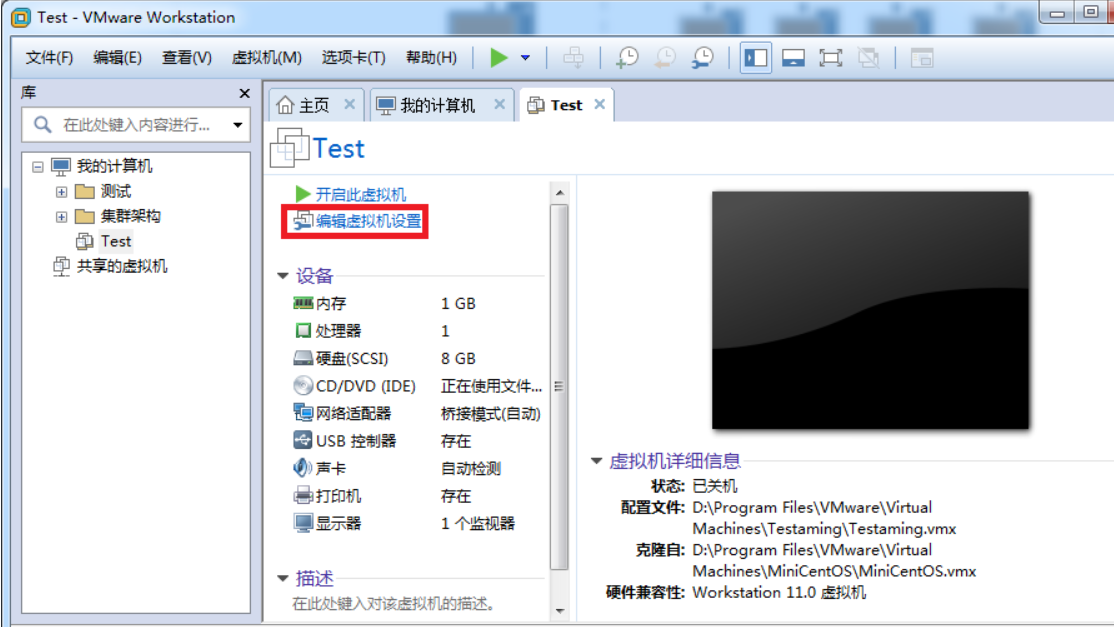 Test - VMware Workstation
文件(F) 编辑(E) 查看(V) 虚拟机(M) 选项卡(T) 帮助(H)
库
在此处键入内容进行...
我的计算机
测试
集群架构
Test
共享的虚拟机
主页 我的计算机 Test
Test
开启此虚拟机
编辑虚拟机设置
设备
内存 1 GB
处理器 1
硬盘(SCSI) 8 GB
CD/DVD (IDE) 正在使用文件...
网络适配器 桥接模式(自动)
USB 控制器 存在
声卡 自动检测
打印机 存在
显示器 1 个监视器
描述
在此处键入对该虚拟机的描述。
虚拟机详细信息
状态: 已关机
配置文件: D:\Program Files\VMware\Virtual
Machines\Testaming\Testaming.vmx
克隆自: D:\Program Files\VMware\Virtual
Machines\MiniCentOS\MiniCentOS.vmx
硬件兼容性: Workstation 11.0 虚拟机